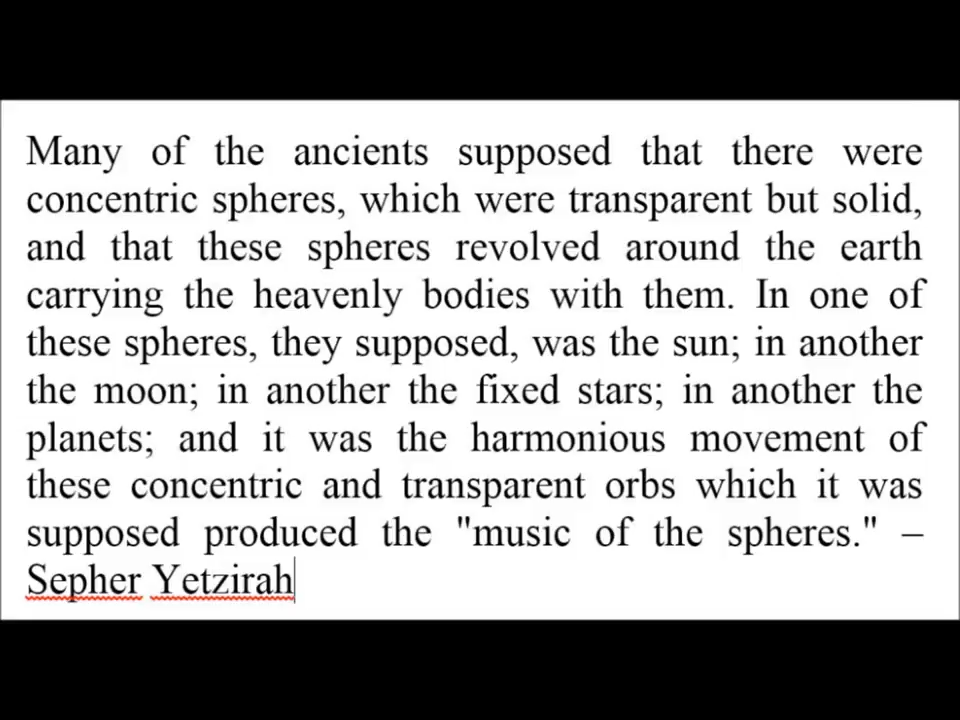 Many of the ancients supposed that there were
concentric spheres, which were transparent but solid,
and that these spheres revolved around the earth
carrying the heavenly bodies with them. In one of
these spheres, they supposed, was the sun; in another
the moon; in another the fixed stars; in another the
planets; and it was the harmonious movement of
these concentric and transparent orbs which it was
supposed produced the "music of the spheres." –
Sepher Yetzirah